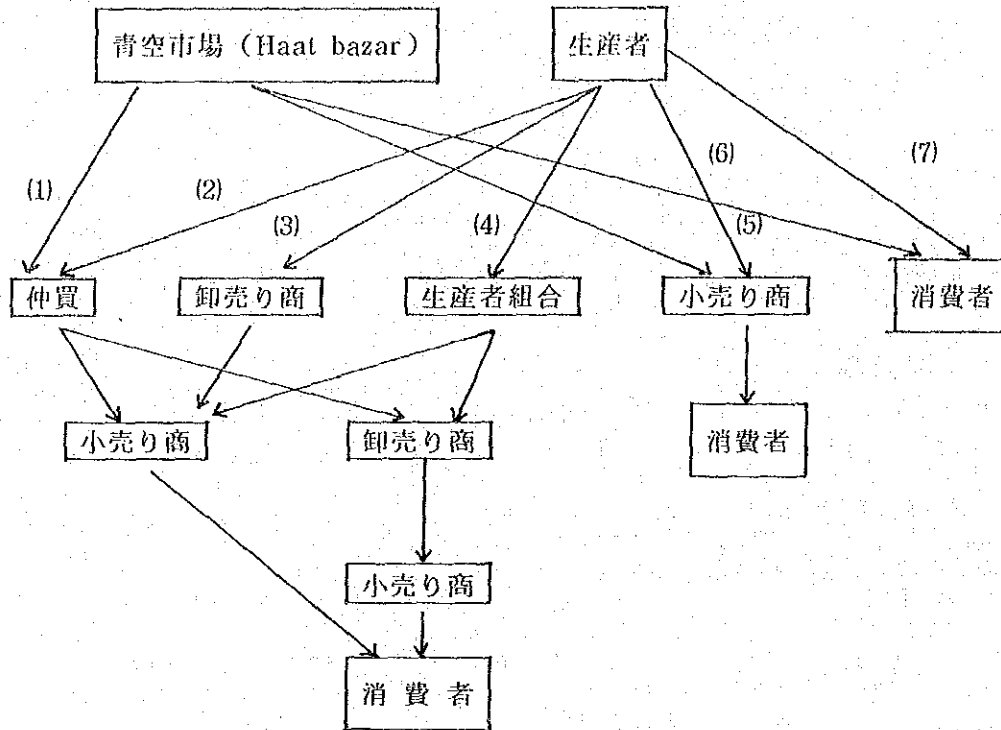 青空市場（Haat bazar）
生産者
(1)
(2)
(3)
(4)
(6)
(5)
(7)
仲買
卸売り商
生産者組合
小売り商
消費者
小売り商
卸売り商
消費者
小売り商
消費者